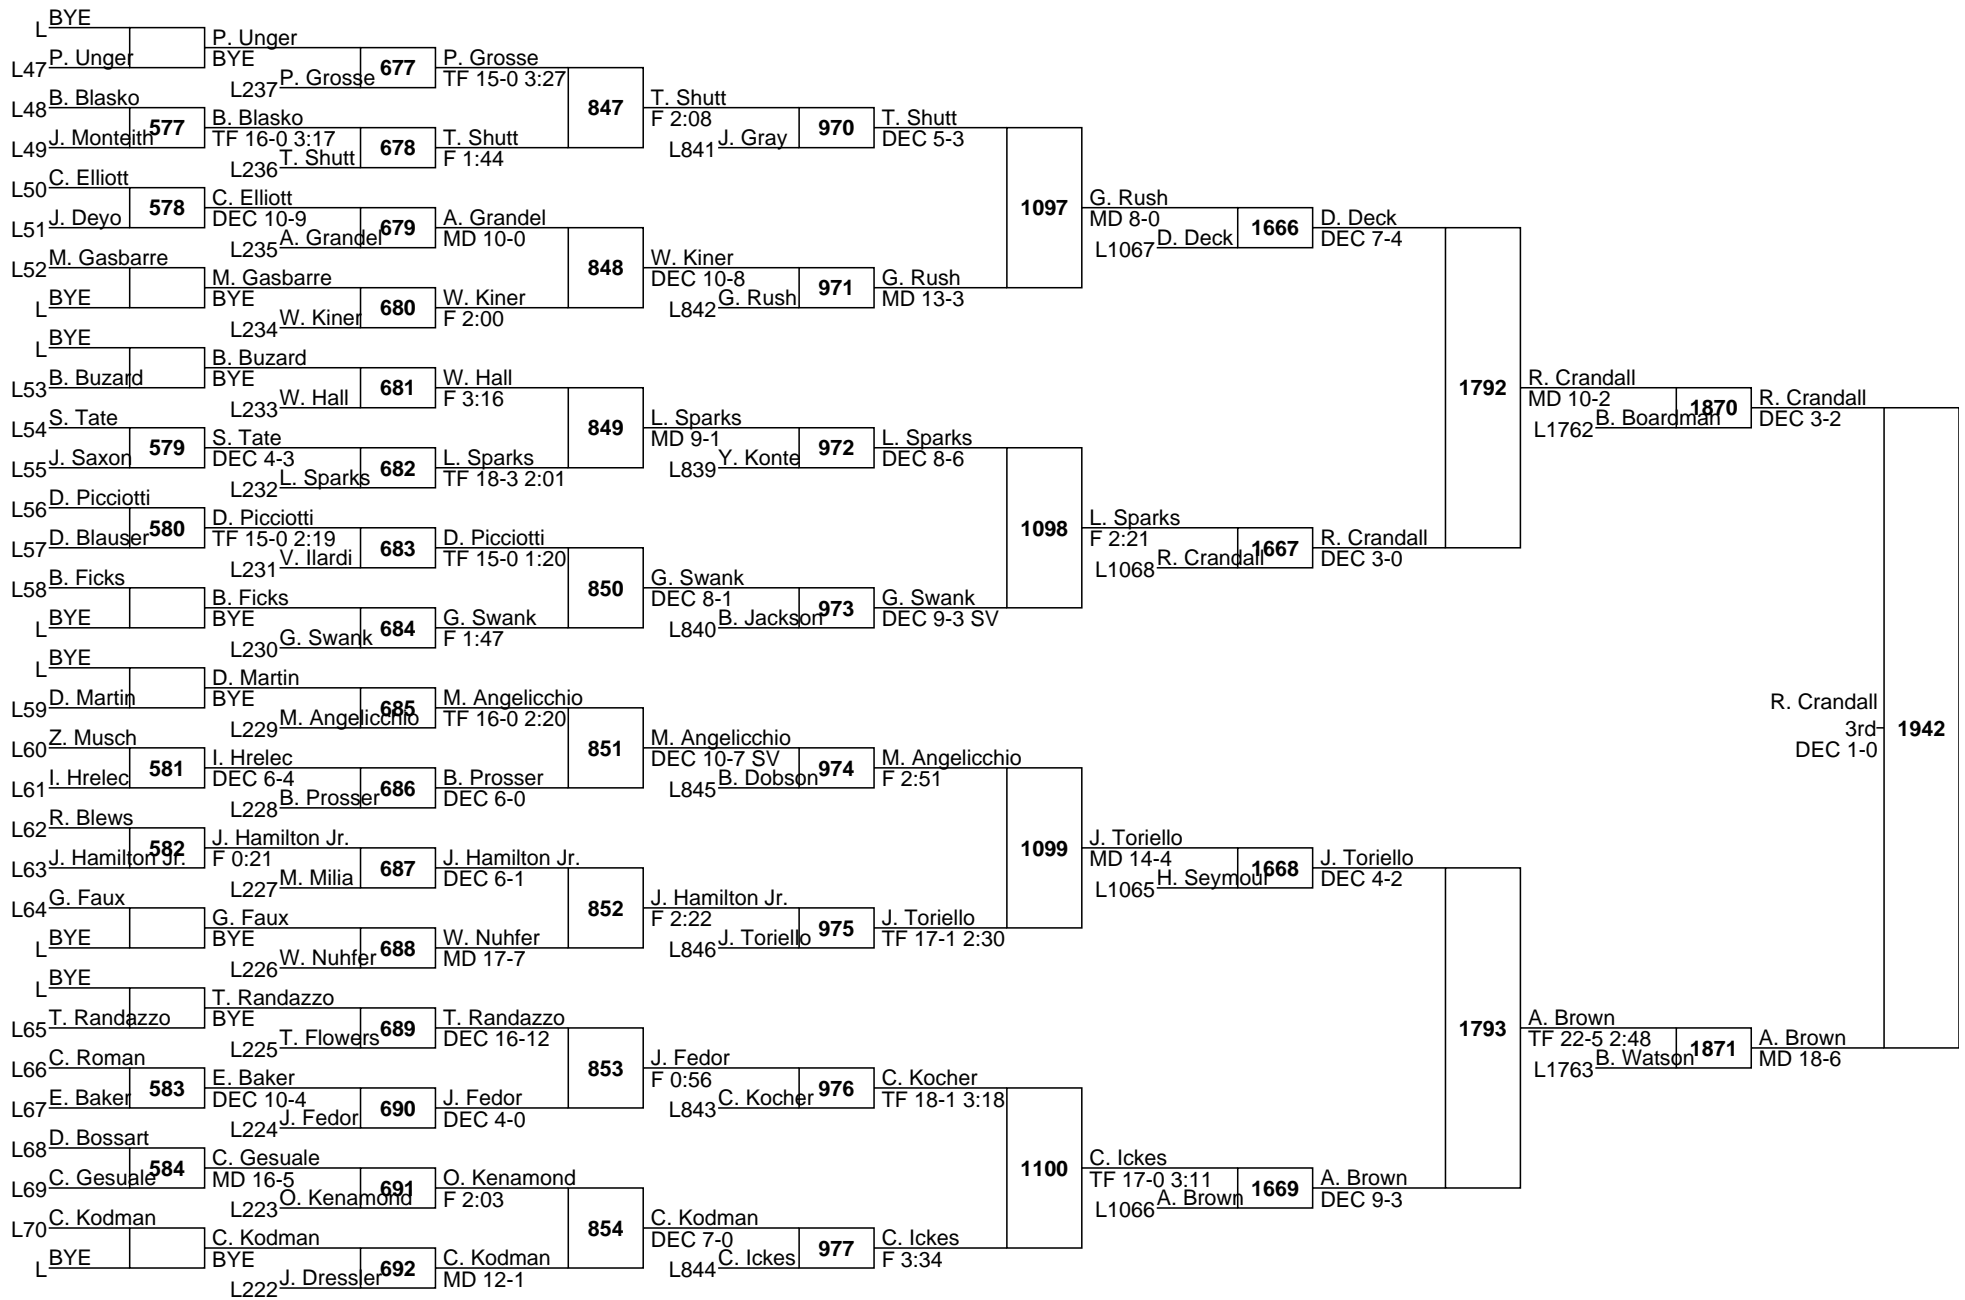 BYE
L
P. Unger
L47
P. Unger
BYE
B. Blasko
L48
J. Monteith
L49
577
B. Blasko
TF 16-0 3:17
C. Elliott
L50
J. Deyo
L51
578
C. Elliott
DEC 10-9
M. Gasbarre
L52
BYE
L
M. Gasbarre
BYE
BYE
L
B. Buzard
L53
B. Buzard
BYE
S. Tate
L54
J. Saxon
L55
579
S. Tate
DEC 4-3
D. Picciotti
L56
D. Blauser
L57
580
D. Picciotti
TF 15-0 2:19
B. Ficks
L58
BYE
L
B. Ficks
BYE
BYE
L
D. Martin
L59
D. Martin
BYE
Z. Musch
L60
I. Hrelec
L61
581
I. Hrelec
DEC 6-4
R. Blews
L62
J. Hamilton Jr.
L63
582
J. Hamilton Jr.
F 0:21
G. Faux
L64
BYE
L
G. Faux
BYE
BYE
L
T. Randazzo
L65
T. Randazzo
BYE
C. Roman
L66
E. Baker
L67
583
E. Baker
DEC 10-4
D. Bossart
L68
C. Gesuale
L69
584
C. Gesuale
MD 16-5
C. Kodman
L70
BYE
L
C. Kodman
BYE
L237 P. Grosse
677
P. Grosse
TF 15-0 3:27
L236 T. Shutt
678
T. Shutt
F 1:44
L235 A. Grandel
679
A. Grandel
MD 10-0
L234 W. Kiner
680
W. Kiner
F 2:00
L233 W. Hall
681
W. Hall
F 3:16
L232 L. Sparks
682
L. Sparks
TF 18-3 2:01
L231 V. Ilardi
683
D. Picciotti
TF 15-0 1:20
L230 G. Swank
684
G. Swank
F 1:47
L229 M. Angelicchio
685
M. Angelicchio
TF 16-0 2:20
L228 B. Prosser
686
B. Prosser
DEC 6-0
L227 M. Milia
687
J. Hamilton Jr.
DEC 6-1
L226 W. Nuhfer
688
W. Nuhfer
MD 17-7
L225 T. Flowers
689
T. Randazzo
DEC 16-12
L224 J. Fedor
690
J. Fedor
DEC 4-0
L223 O. Kenamond
691
O. Kenamond
F 2:03
L222 J. Dressler
692
C. Kodman
MD 12-1
847
T. Shutt
F 2:08
848
W. Kiner
DEC 10-8
849
L. Sparks
MD 9-1
850
G. Swank
DEC 8-1
851
M. Angelicchio
DEC 10-7 SV
852
J. Hamilton Jr.
F 2:22
853
J. Fedor
F 0:56
854
C. Kodman
DEC 7-0
L841 J. Gray
970
T. Shutt
DEC 5-3
L842 G. Rush
971
G. Rush
MD 13-3
L839 Y. Konte
972
L. Sparks
DEC 8-6
L840 B. Jackson
973
G. Swank
DEC 9-3 SV
L845 B. Dobson
974
M. Angelicchio
F 2:51
L846 J. Toriello
975
J. Toriello
TF 17-1 2:30
L843 C. Kocher
976
C. Kocher
TF 18-1 3:18
L844 C. Ickes
977
C. Ickes
F 3:34
1097
G. Rush
MD 8-0
1098
L. Sparks
F 2:21
1099
J. Toriello
MD 14-4
1100
C. Ickes
TF 17-0 3:11
L1067 D. Deck
1666
D. Deck
DEC 7-4
L1068 R. Crandall
1667
R. Crandall
DEC 3-0
L1065 H. Seymour
1668
J. Toriello
DEC 4-2
L1066 A. Brown
1669
A. Brown
DEC 9-3
1792
R. Crandall
MD 10-2
1793
A. Brown
TF 22-5 2:48
L1762 B. Boardman
1870
R. Crandall
DEC 3-2
L1763 B. Watson
1871
A. Brown
MD 18-6
R. Crandall
3rd
DEC 1-0
1942